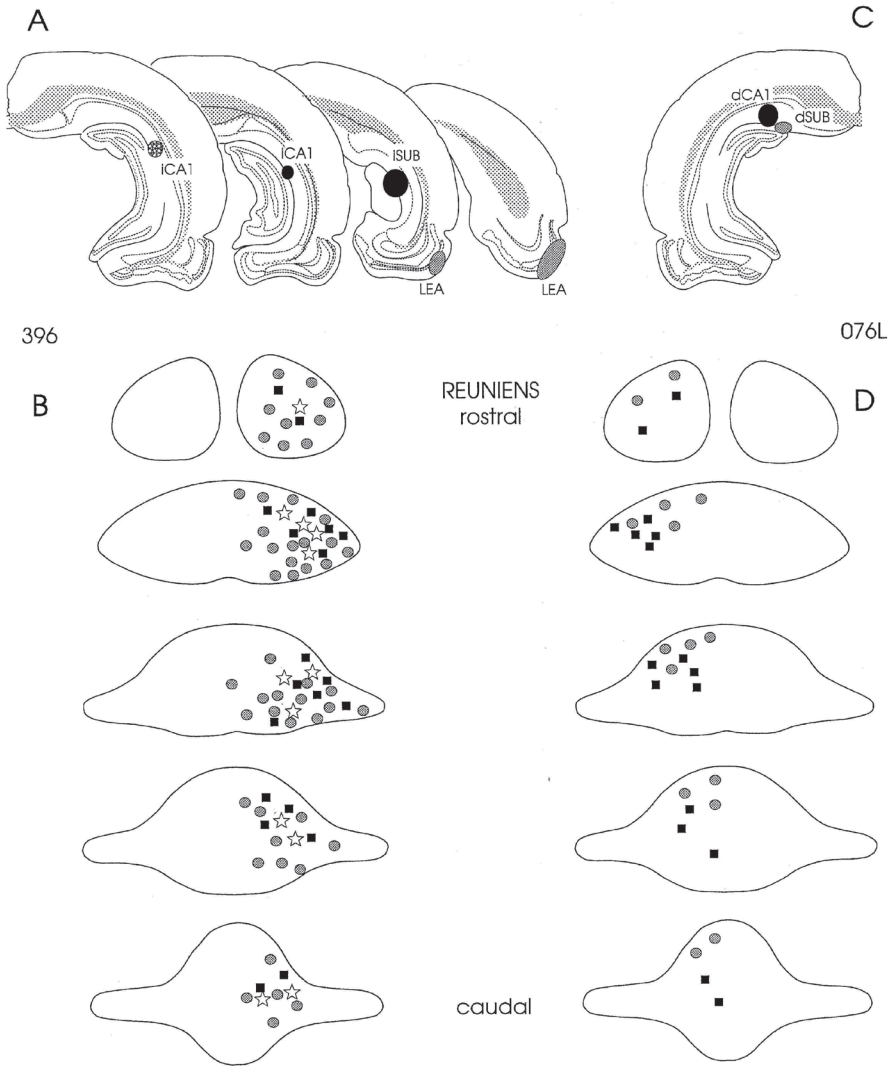 A
C
dCA1
dSUB
iCA1
iCA1
iSUB
LEA
LEA
396
076L
B
REUNIENS
rostral
D
caudal